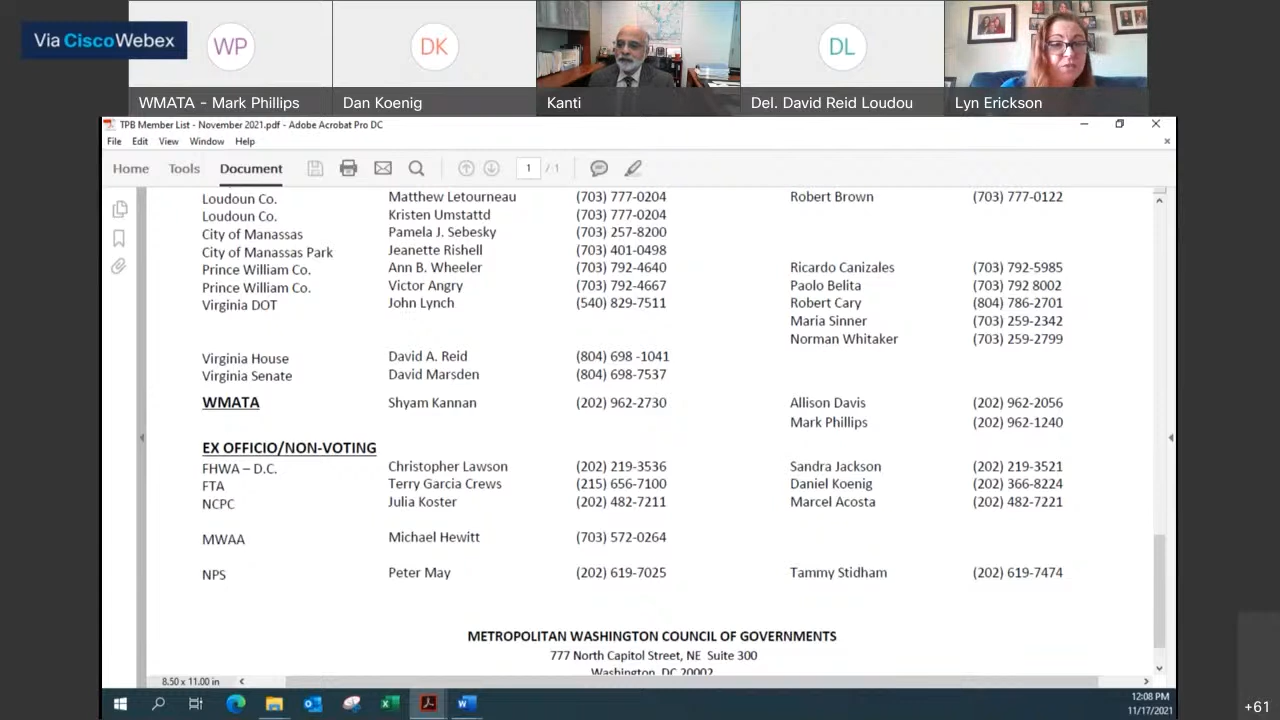 Via Cisco Webex
WP
DK
DL
WMATA - Mark Phillips
Dan Koenig
Kanti
Del. David Reid Loudou
Lyn Erickson
TPB Member List - November 2021.pdf - Adobe Acrobat Pro DC
File Edit View Window Help
Home Tools Document 1 / 1
Loudoun Co. Matthew Letourneau (703) 777-0204 Robert Brown (703) 777-0122
Loudoun Co. Kristen Umstattd (703) 777-0204
City of Manassas Pamela J. Sebesky (703) 257-8200
City of Manassas Park Jeanette Rishell (703) 401-0498
Prince William Co. Ann B. Wheeler (703) 792-4640 Ricardo Canizales (703) 792-5985
Prince William Co. Victor Angry (703) 792-4667 Paolo Belita (703) 792 8002
Virginia DOT John Lynch (540) 829-7511 Robert Cary (804) 786-2701
Maria Sinner (703) 259-2342
Norman Whitaker (703) 259-2799
Virginia House David A. Reid (804) 698 -1041
Virginia Senate David Marsden (804) 698-7537
WMATA Shyam Kannan (202) 962-2730 Allison Davis (202) 962-2056
Mark Phillips (202) 962-1240
EX OFFICIO/NON-VOTING
FHWA – D.C. Christopher Lawson (202) 219-3536 Sandra Jackson (202) 219-3521
FTA Terry Garcia Crews (215) 656-7100 Daniel Koenig (202) 366-8224
NCPC Julia Koster (202) 482-7211 Marcel Acosta (202) 482-7221
MWAA Michael Hewitt (703) 572-0264
NPS Peter May (202) 619-7025 Tammy Stidham (202) 619-7474
METROPOLITAN WASHINGTON COUNCIL OF GOVERNMENTS
777 North Capitol Street, NE Suite 300
Washington, DC 20002
8.50 x 11.00 in
12:08 PM
11/17/2021
+61